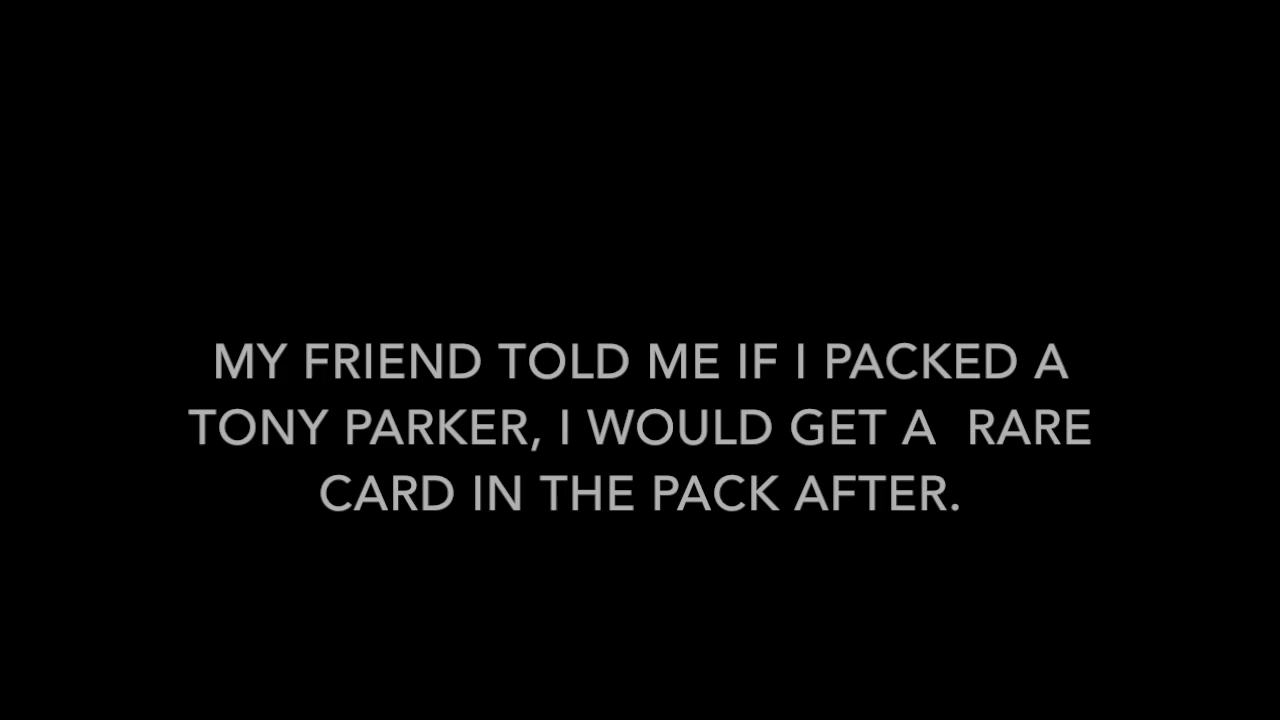 MY FRIEND TOLD ME IF I PACKED A
TONY PARKER, I WOULD GET A  RARE
CARD IN THE PACK AFTER.